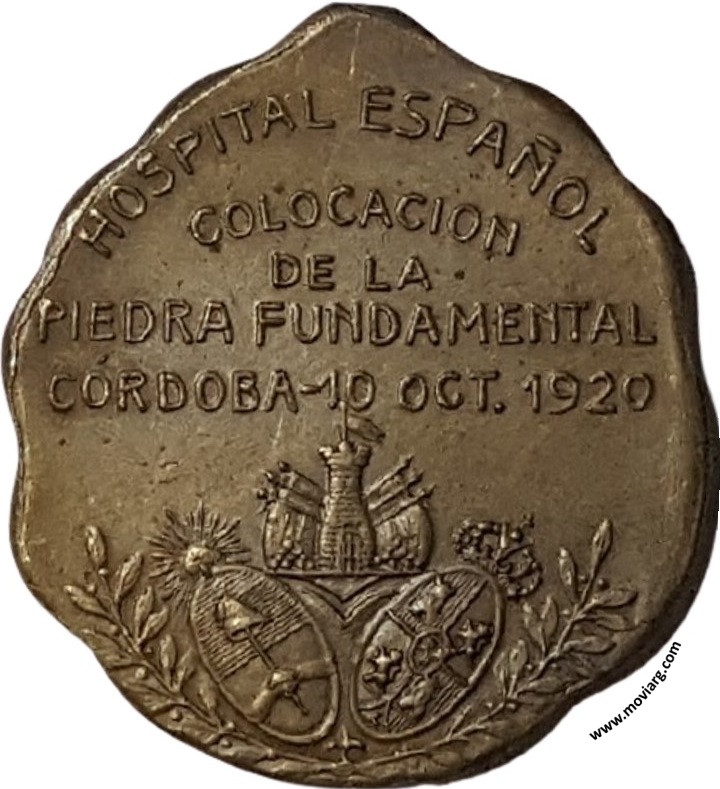 HOSPITAL ESPAÑOL
COLOCACION
DE LA
PIEDRA FUNDAMENTAL
CÓRDOBA-10 OCT. 1920
www.moviarg.com